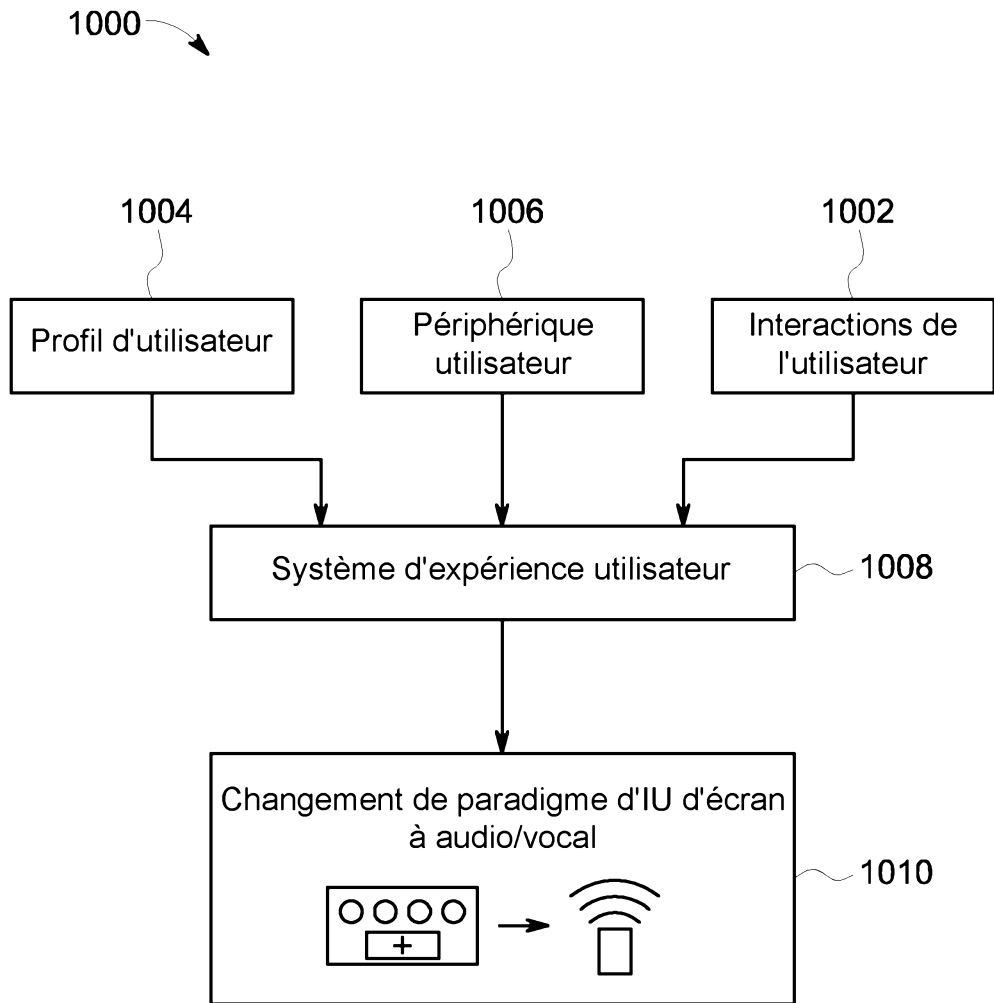 1000
1004
1006
1002
Profil d'utilisateur
Périphérique
utilisateur
Interactions de
l'utilisateur
Système d'expérience utilisateur
1008
Changement de paradigme d'IU d'écran
à audio/vocal
1010
+